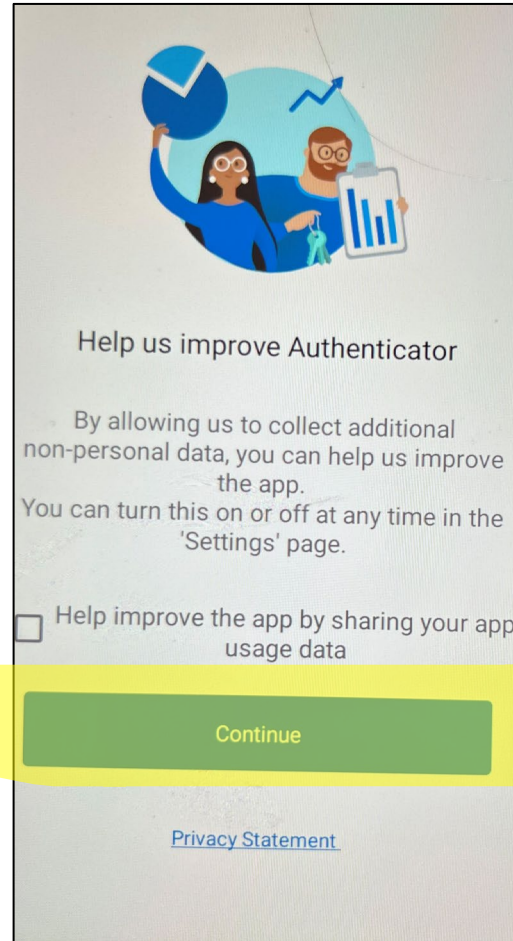 Help us improve Authenticator
By allowing us to collect additional
non-personal data, you can help us improve
the app.
You can turn this on or off at any time in the
'Settings' page.
Help improve the app by sharing your app
usage data
Continue
Privacy Statement